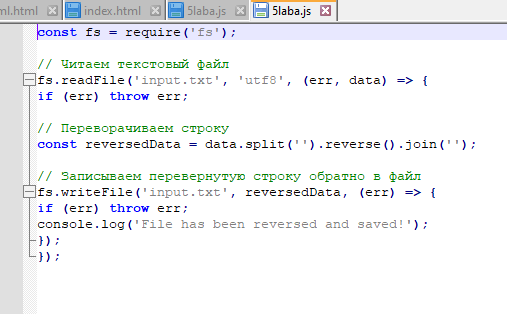 ml.html index.html 5laba.js 5laba.js
const fs = require('fs');
// Читаем текстовый файл
fs.readFile('input.txt', 'utf8', (err, data) => {
if (err) throw err;
// Переворачиваем строку
const reversedData = data.split('').reverse().join('');
// Записываем перевернутую строку обратно в файл
fs.writeFile('input.txt', reversedData, (err) => {
if (err) throw err;
console.log('File has been reversed and saved!');
});
});